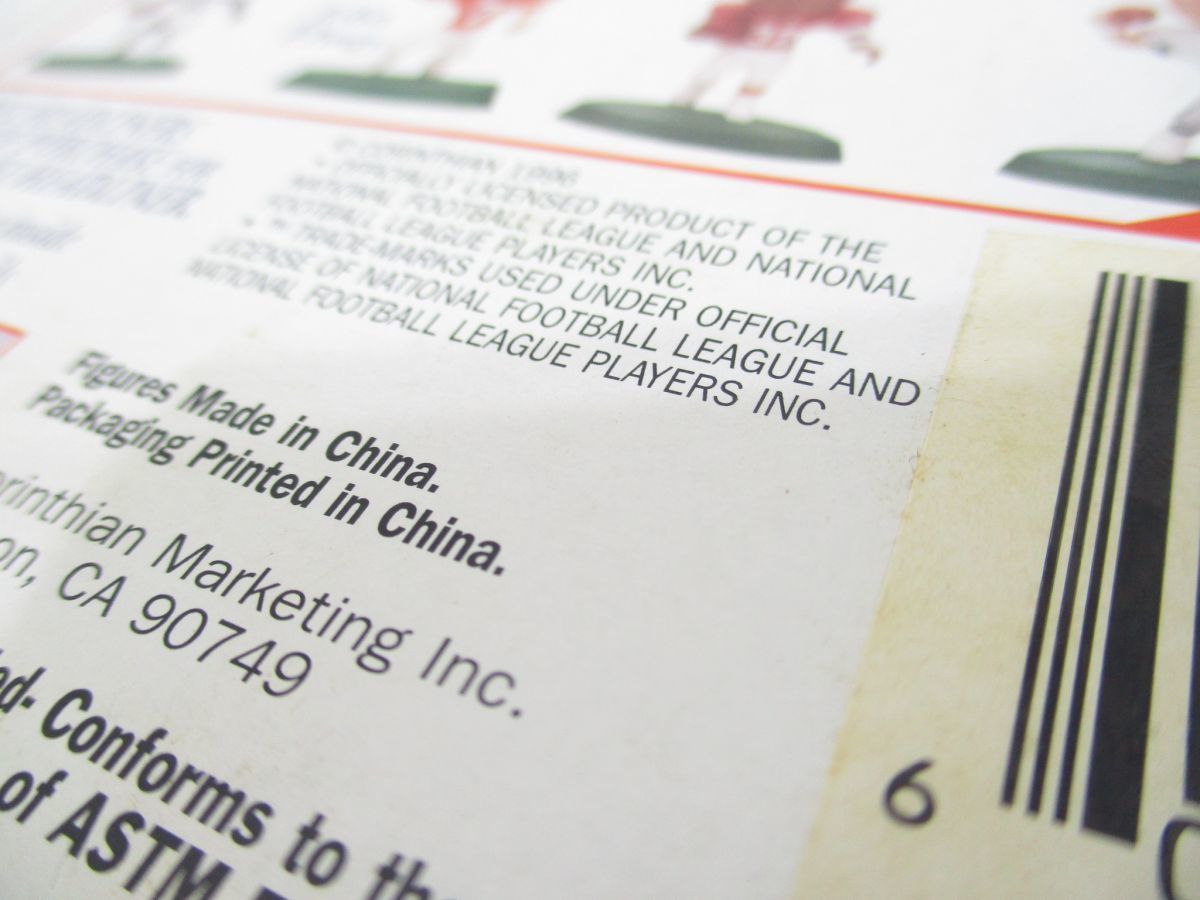 © CORINTHIAN 1996
• OFFICIALLY LICENSED PRODUCT OF THE
NATIONAL FOOTBALL LEAGUE AND NATIONAL
FOOTBALL LEAGUE PLAYERS INC.
• ™ TRADE-MARKS USED UNDER OFFICIAL
LICENSE OF NATIONAL FOOTBALL LEAGUE AND
NATIONAL FOOTBALL LEAGUE PLAYERS INC.
Figures Made in China.
Packaging Printed in China.
rinthian Marketing Inc.
on, CA 90749
ed- Conforms to the
of ASTM
6